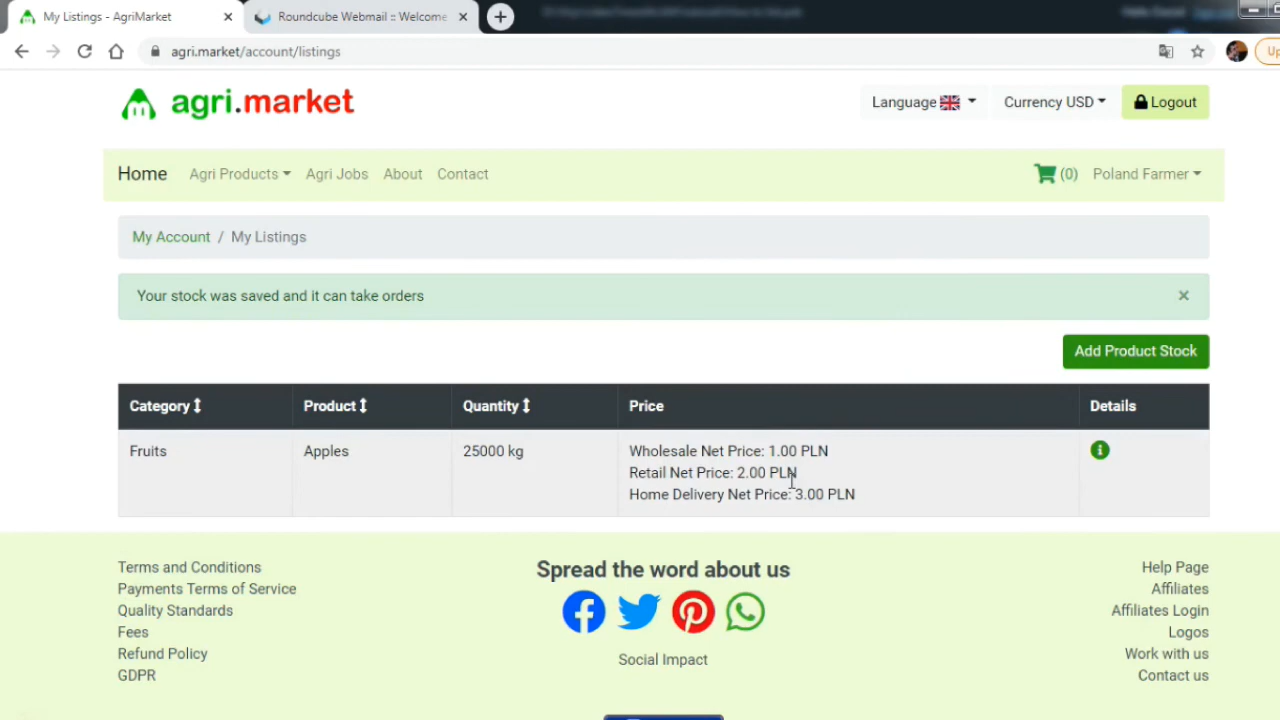 My Listings - AgriMarket
Roundcube Webmail :: Welcome
agri.market/account/listings
Up
agri.market
Language
Currency USD
Logout
Home
Agri Products
Agri Jobs
About
Contact
(0)
Poland Farmer
My Account / My Listings
Your stock was saved and it can take orders
×
Add Product Stock
Category
Product
Quantity
Price
Details
Fruits
Apples
25000 kg
Wholesale Net Price: 1.00 PLN
Retail Net Price: 2.00 PLN
Home Delivery Net Price: 3.00 PLN
Terms and Conditions
Payments Terms of Service
Quality Standards
Fees
Refund Policy
GDPR
Spread the word about us
Social Impact
Help Page
Affiliates
Affiliates Login
Logos
Work with us
Contact us